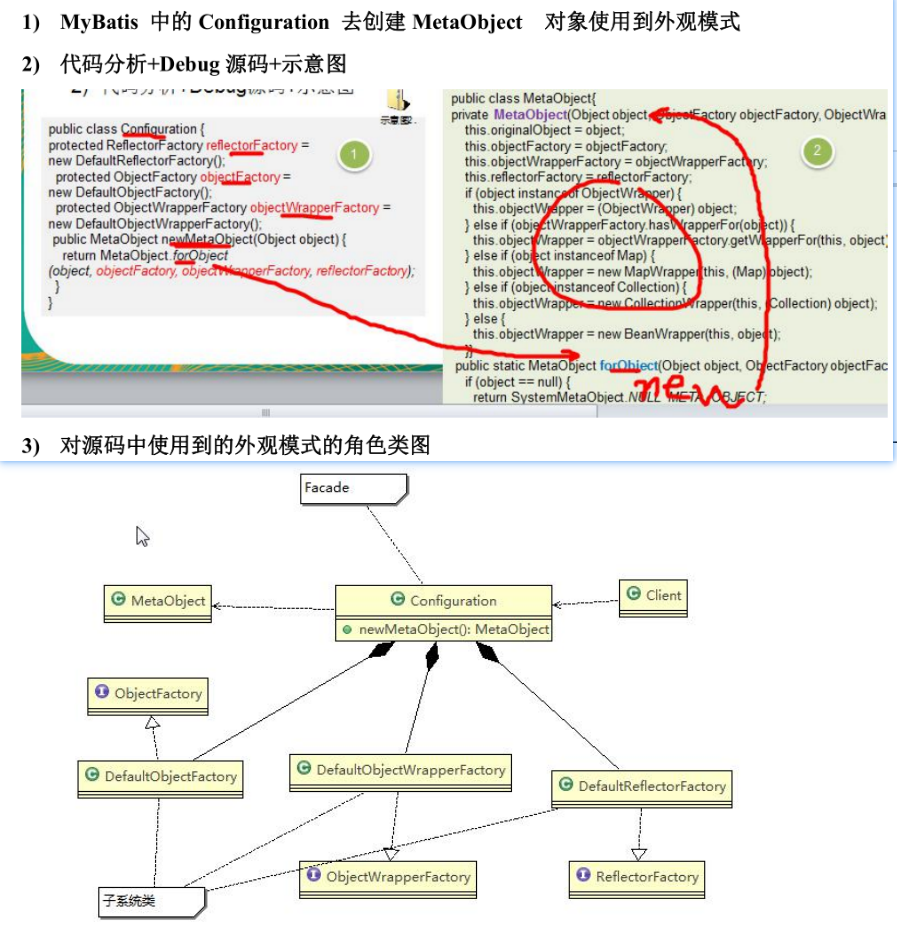 1) MyBatis 中的 Configuration 去创建 MetaObject 对象使用到外观模式
2) 代码分析+Debug 源码+示意图
2) 代码分析+Debug源码+示意图
示意图2..
public class Configuration {
protected ReflectorFactory reflectorFactory =
new DefaultReflectorFactory();
protected ObjectFactory objectFactory =
new DefaultObjectFactory();
protected ObjectWrapperFactory objectWrapperFactory =
new DefaultObjectWrapperFactory();
public MetaObject newMetaObject(Object object) {
return MetaObject.forObject
(object, objectFactory, objectWrapperFactory, reflectorFactory);
}
}
1
public class MetaObject{
private MetaObject(Object object, ObjectFactory objectFactory, ObjectWra
this.originalObject = object;
this.objectFactory = objectFactory;
this.objectWrapperFactory = objectWrapperFactory;
this.reflectorFactory = reflectorFactory;
if (object instanceof ObjectWrapper) {
this.objectWrapper = (ObjectWrapper) object;
} else if (objectWrapperFactory.hasWrapperFor(object)) {
this.objectWrapper = objectWrapperFactory.getWrapperFor(this, object)
} else if (object instanceof Map) {
this.objectWrapper = new MapWrapper(this, (Map) object);
} else if (object instanceof Collection) {
this.objectWrapper = new CollectionWrapper(this, (Collection) object);
} else {
this.objectWrapper = new BeanWrapper(this, object);
}}
public static MetaObject forObject(Object object, ObjectFactory objectFac
if (object == null) {
return SystemMetaObject.NULL_META_OBJECT;
2
new
3) 对源码中使用到的外观模式的角色类图
Facade
MetaObject
Configuration
newMetaObject(): MetaObject
Client
ObjectFactory
DefaultObjectFactory
DefaultObjectWrapperFactory
DefaultReflectorFactory
ObjectWrapperFactory
ReflectorFactory
子系统类